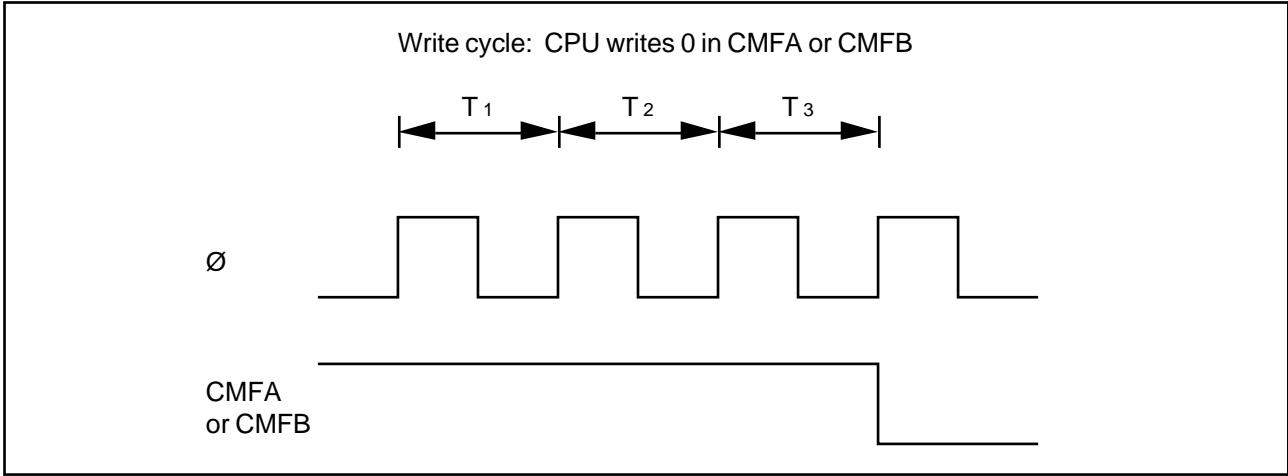 Write cycle: CPU writes 0 in CMFA or CMFB
T1 T2 T3
Ø
CMFA
or CMFB